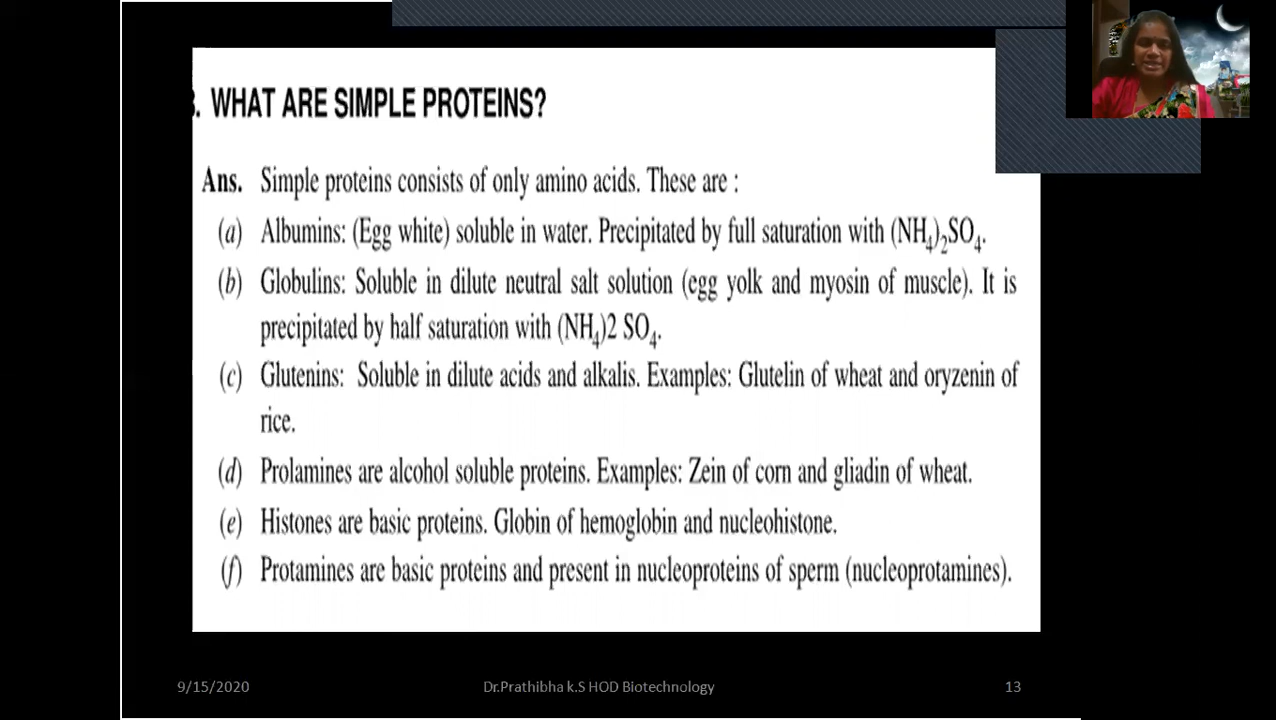 3. WHAT ARE SIMPLE PROTEINS?
Ans. Simple proteins consists of only amino acids. These are :
(a) Albumins: (Egg white) soluble in water. Precipitated by full saturation with (NH₄)₂SO₄.
(b) Globulins: Soluble in dilute neutral salt solution (egg yolk and myosin of muscle). It is
precipitated by half saturation with (NH₄)2 SO₄.
(c) Glutenins: Soluble in dilute acids and alkalis. Examples: Glutelin of wheat and oryzenin of
rice.
(d) Prolamines are alcohol soluble proteins. Examples: Zein of corn and gliadin of wheat.
(e) Histones are basic proteins. Globin of hemoglobin and nucleohistone.
(f) Protamines are basic proteins and present in nucleoproteins of sperm (nucleoprotamines).
9/15/2020 Dr.Prathibha k.S HOD Biotechnology 13